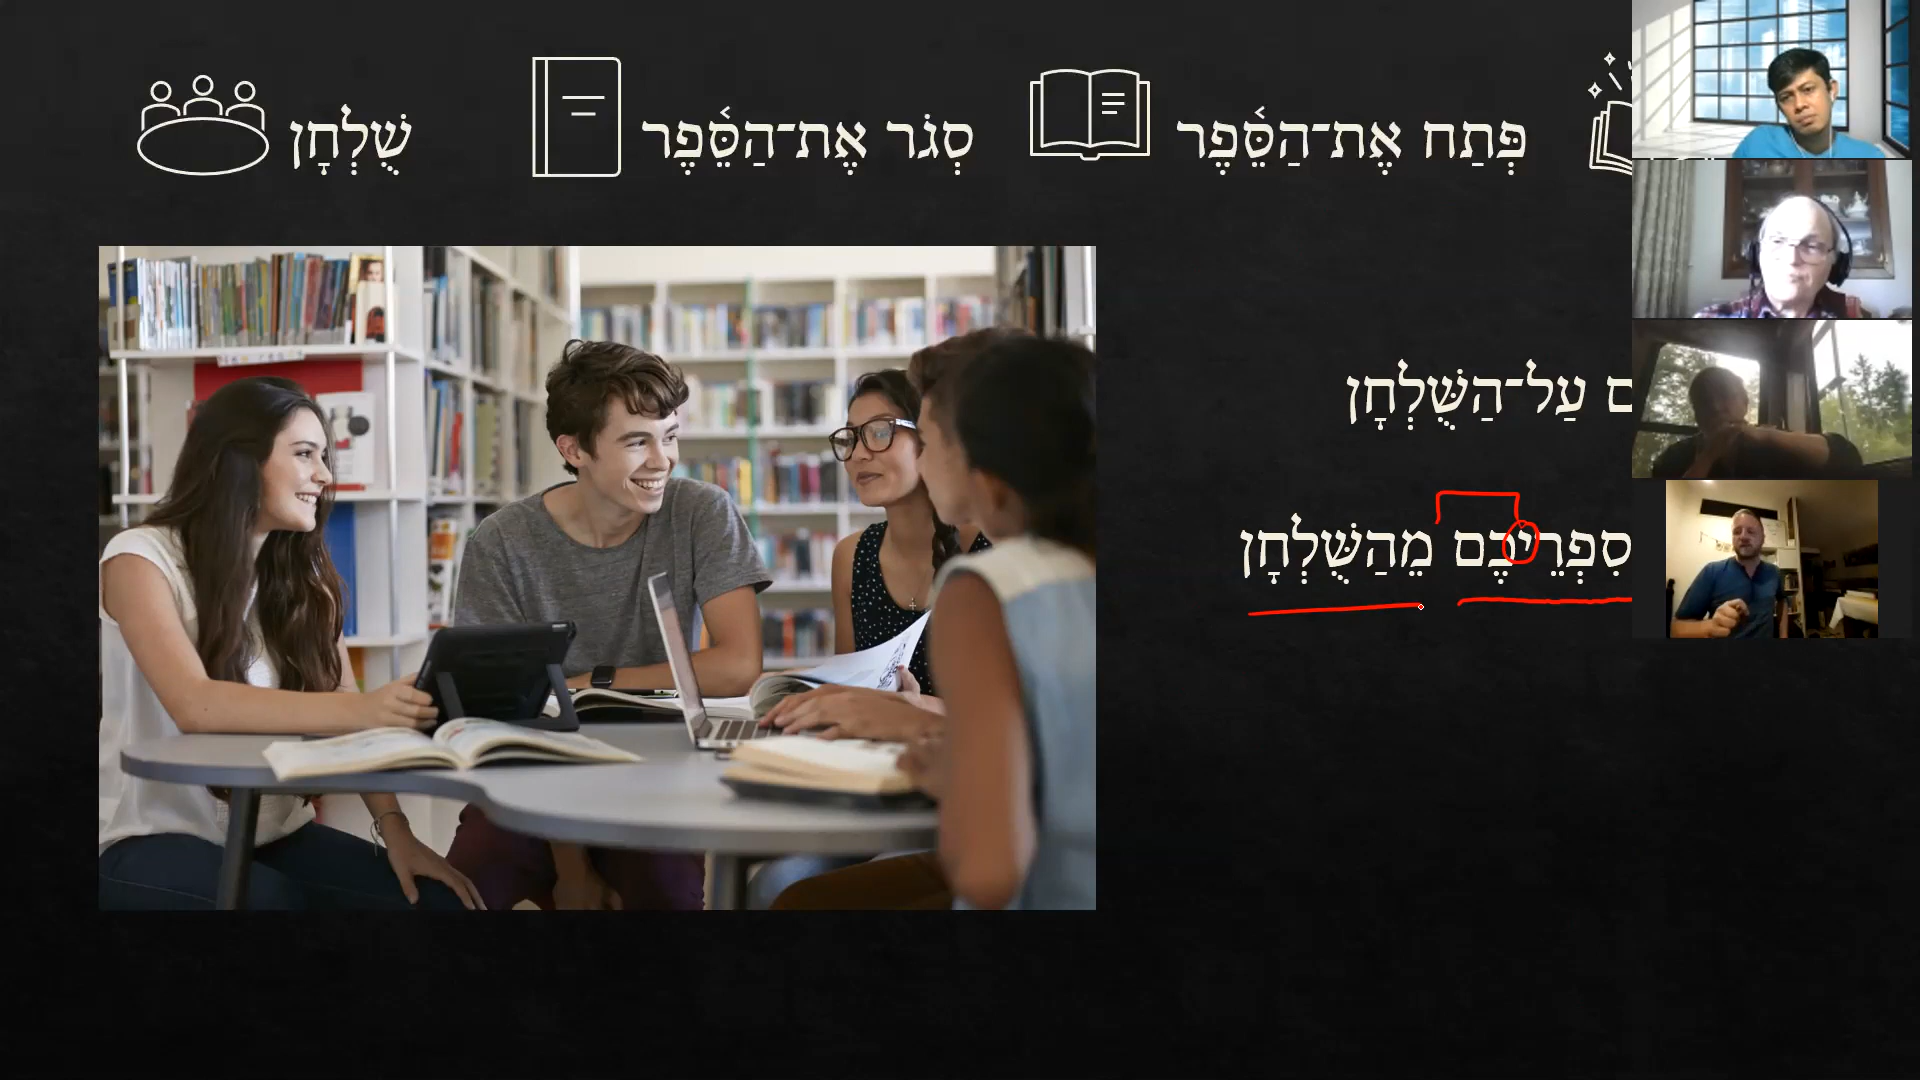 פְּתַח אֶת־הַסֵּ֫פֶר
סְגֹר אֶת־הַסֵּ֫פֶר
שֻׁלְחָן
עַל־הַשֻּׁלְחָן
סִפְרֵיכֶם מֵהַשֻּׁלְחָן